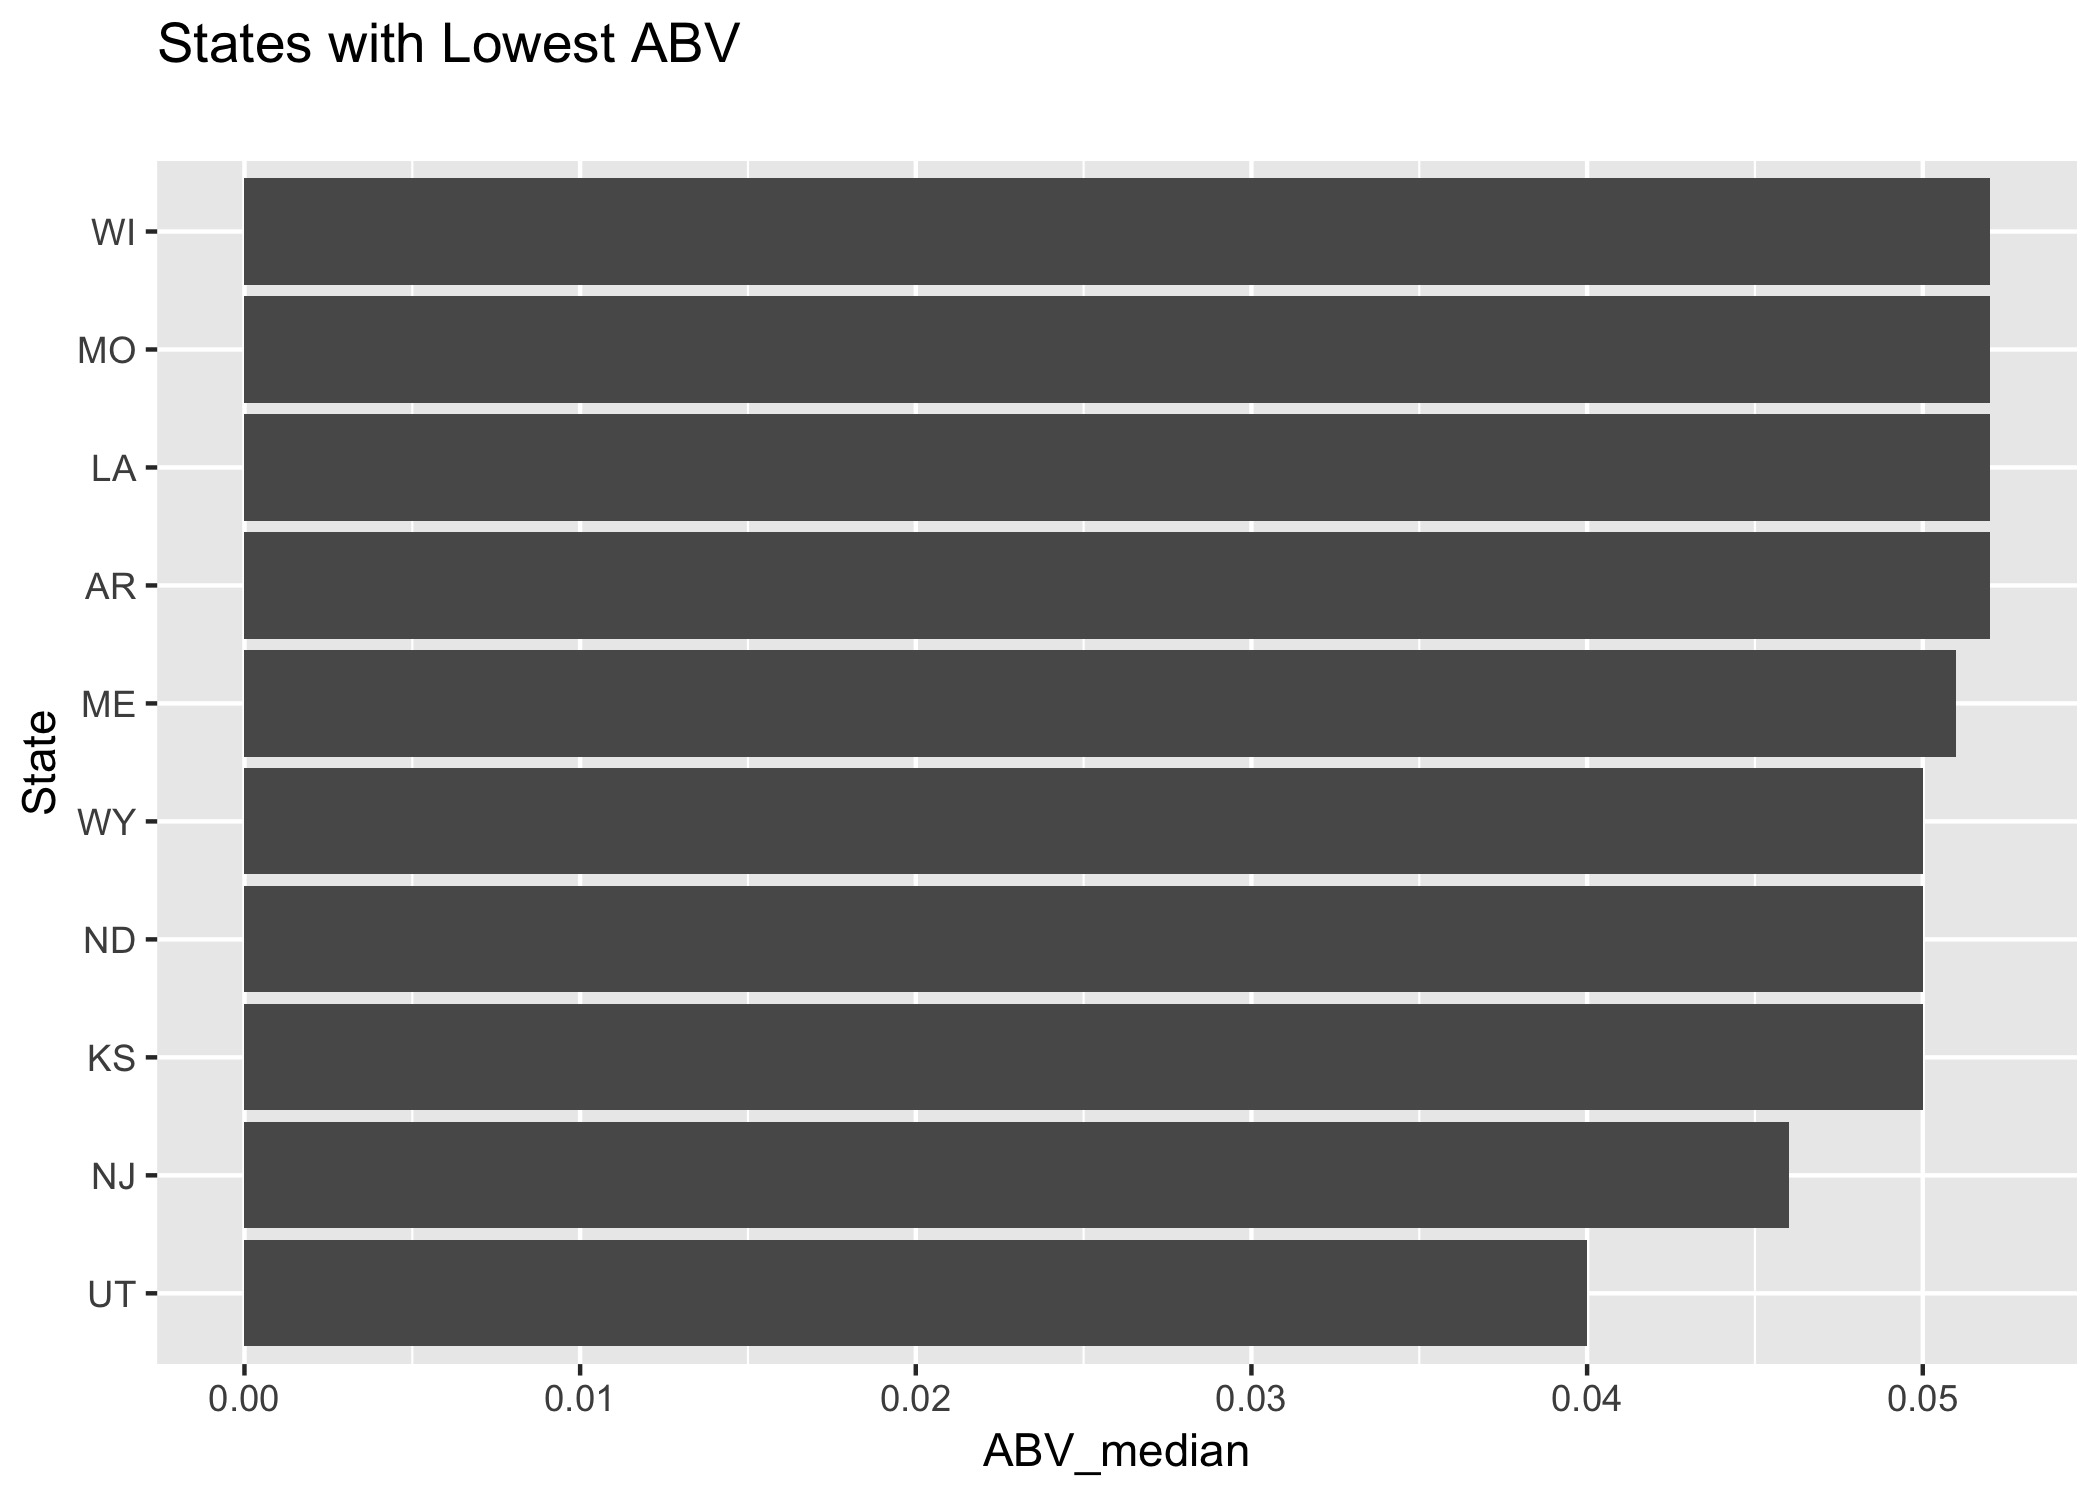 States with Lowest ABV
State
WI
MO
LA
AR
ME
WY
ND
KS
NJ
UT
0.00 0.01 0.02 0.03 0.04 0.05
ABV_median